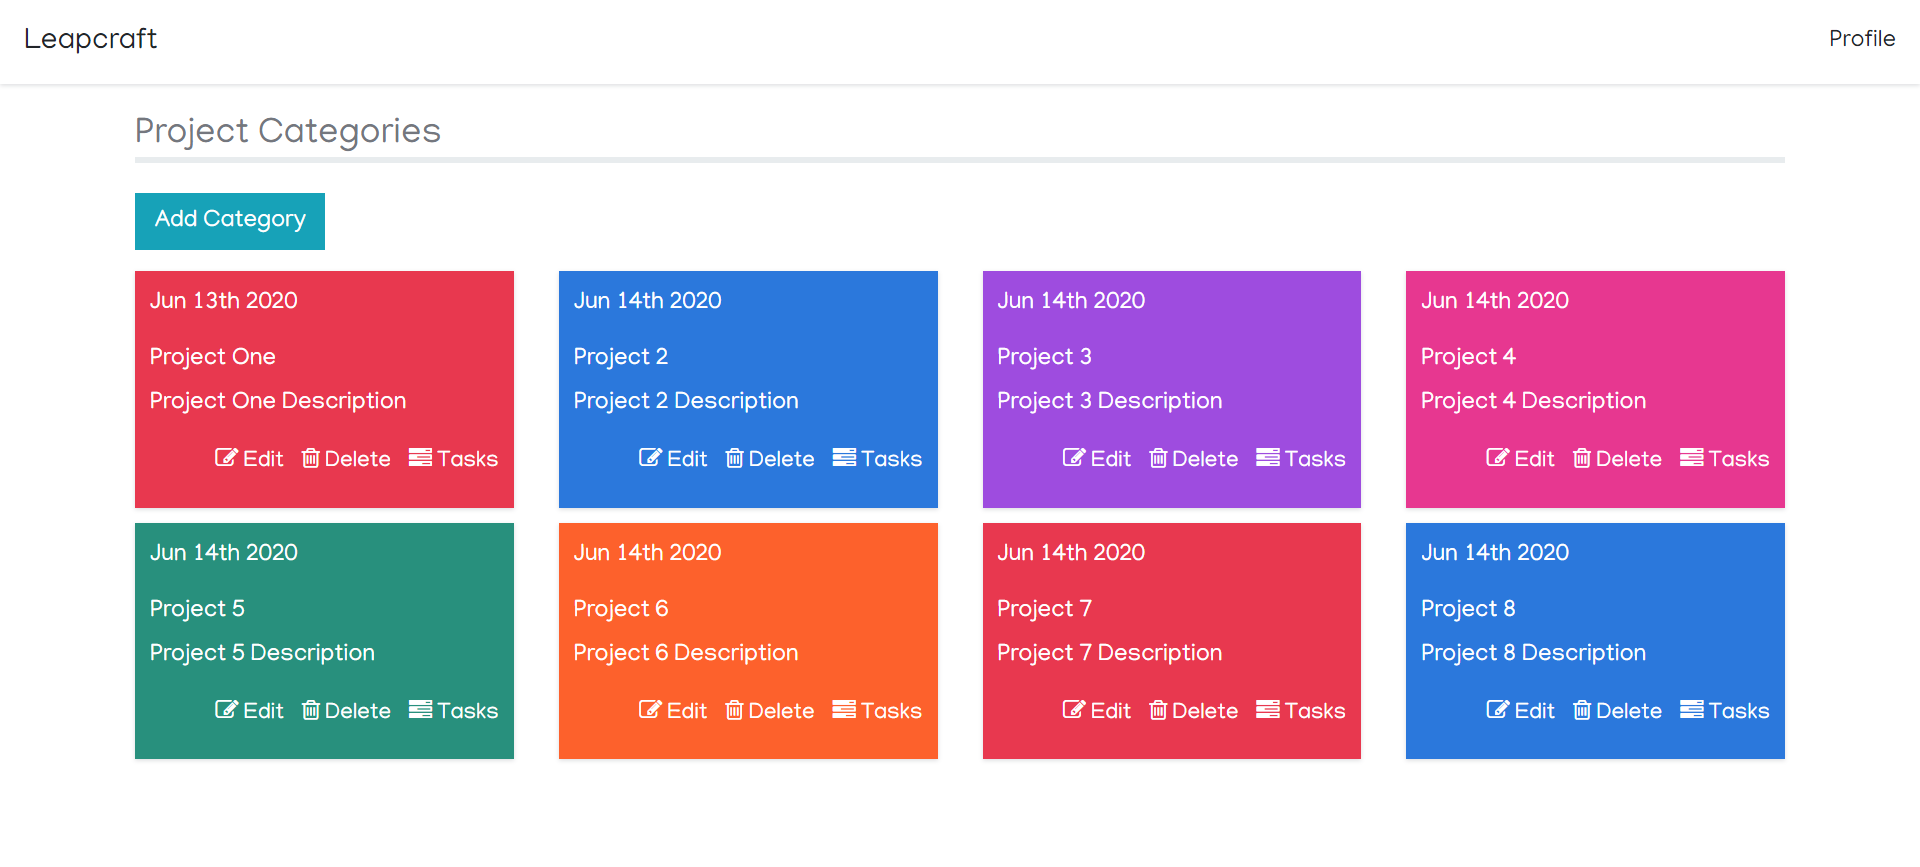 Leapcraft
Profile
Project Categories
Add Category
Jun 13th 2020
Project One
Project One Description
Edit Delete Tasks
Jun 14th 2020
Project 2
Project 2 Description
Edit Delete Tasks
Jun 14th 2020
Project 3
Project 3 Description
Edit Delete Tasks
Jun 14th 2020
Project 4
Project 4 Description
Edit Delete Tasks
Jun 14th 2020
Project 5
Project 5 Description
Edit Delete Tasks
Jun 14th 2020
Project 6
Project 6 Description
Edit Delete Tasks
Jun 14th 2020
Project 7
Project 7 Description
Edit Delete Tasks
Jun 14th 2020
Project 8
Project 8 Description
Edit Delete Tasks